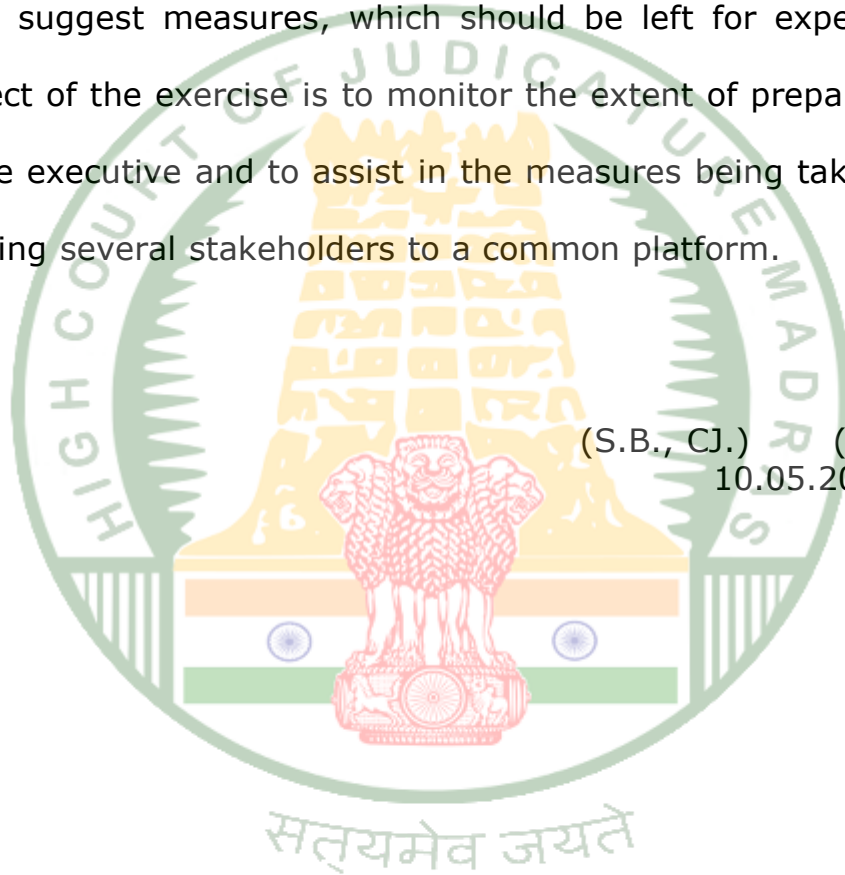 suggest measures, which should be left for expe
ect of the exercise is to monitor the extent of prepa
e executive and to assist in the measures being tak
ing several stakeholders to a common platform.
(S.B., CJ.) (
10.05.20
HIGH COURT OF JUDICATURE MADRAS
सत्यमेव जयते